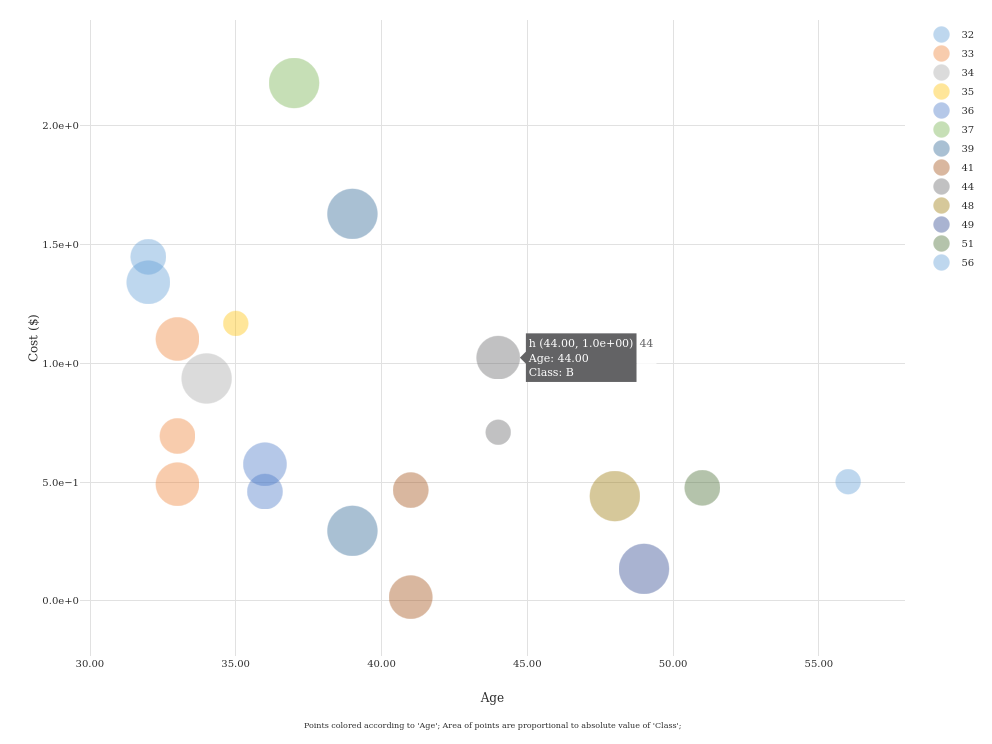 32
33
34
35
36
37
39
41
44
48
49
51
56
2.0e+0
1.5e+0
1.0e+0
5.0e−1
0.0e+0
Cost ($)
h (44.00, 1.0e+00) 44
Age: 44.00
Class: B
30.00 35.00 40.00 45.00 50.00 55.00
Age
Points colored according to 'Age'; Area of points are proportional to absolute value of 'Class';